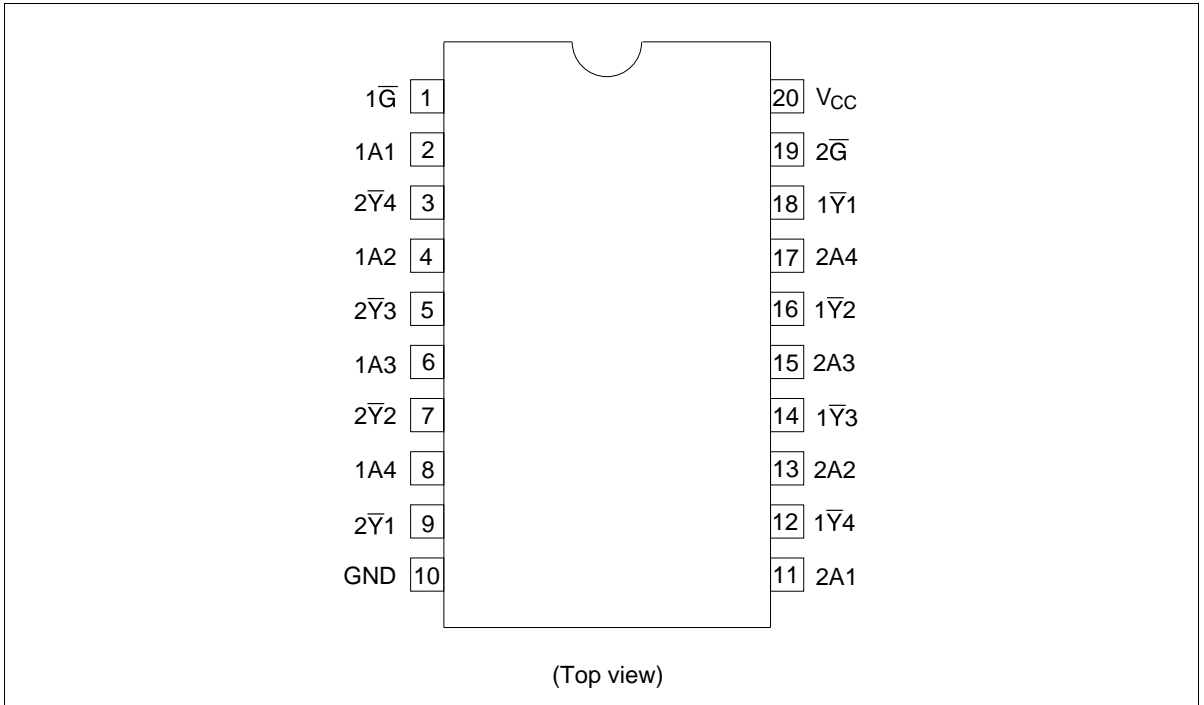 1G̅ 1 20 VCC
1A1 2 19 2G̅
2Y̅4 3 18 1Y̅1
1A2 4 17 2A4
2Y̅3 5 16 1Y̅2
1A3 6 15 2A3
2Y̅2 7 14 1Y̅3
1A4 8 13 2A2
2Y̅1 9 12 1Y̅4
GND 10 11 2A1
(Top view)